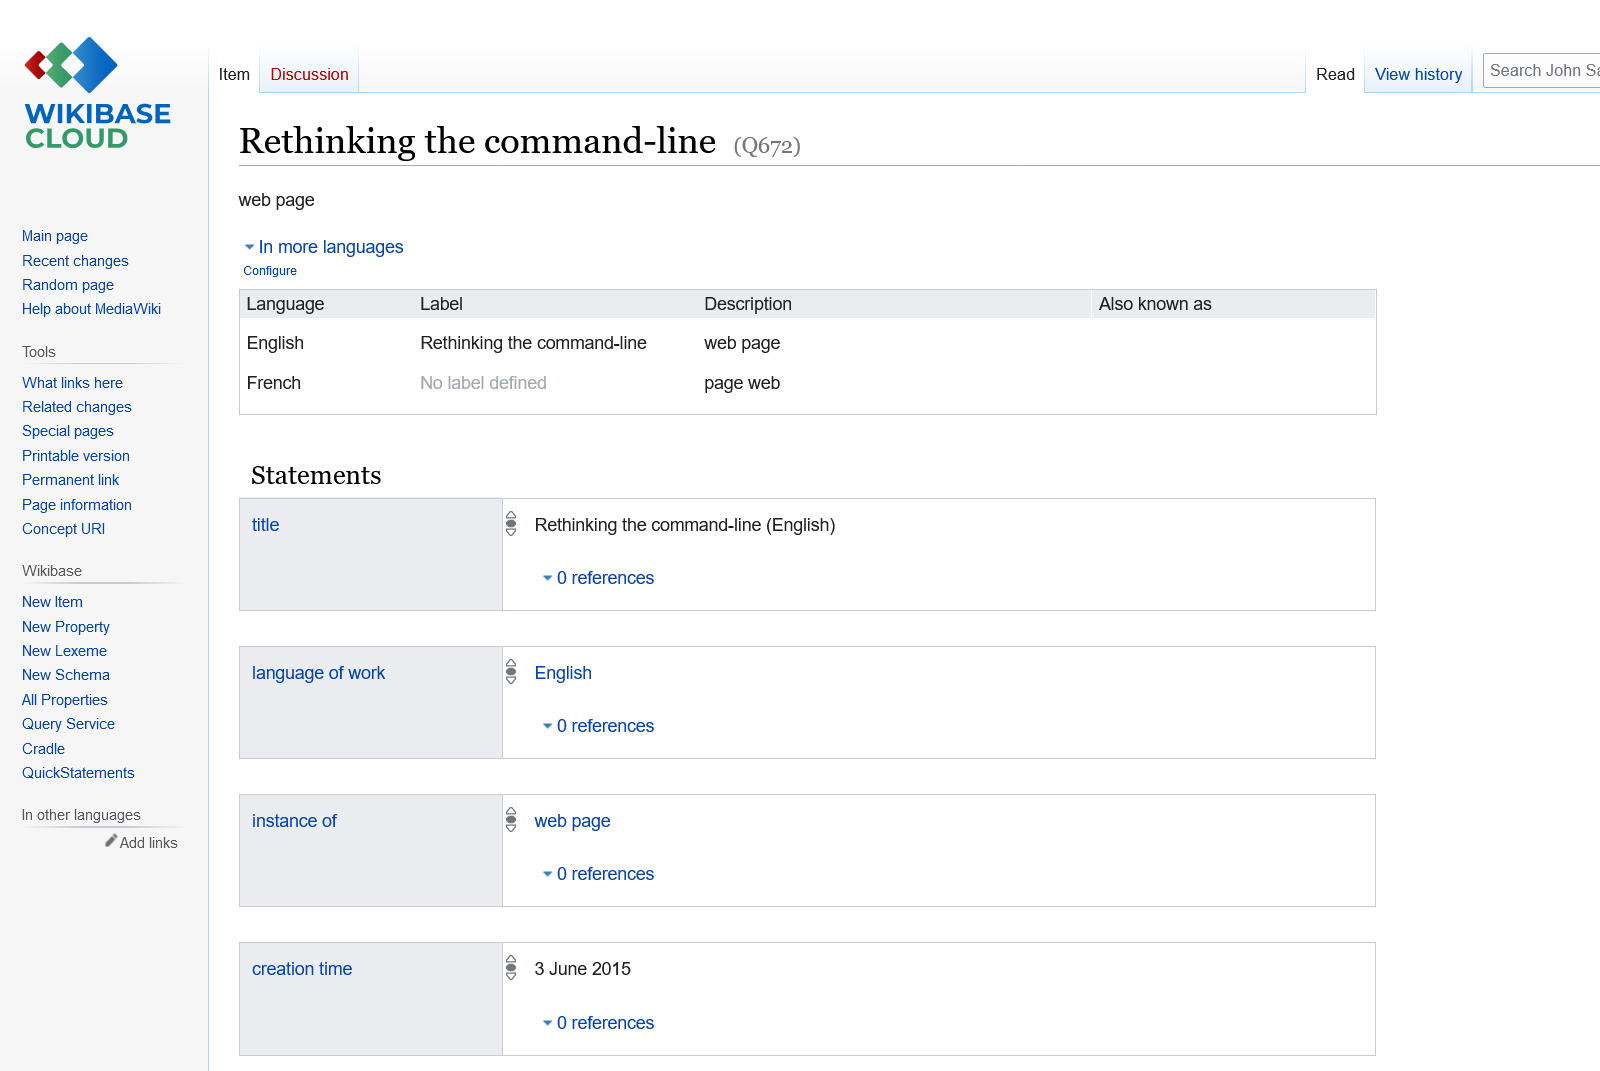 WIKIBASE
CLOUD
Item
Discussion
Read
View history
Search John Sa
Rethinking the command-line (Q672)
web page
In more languages
Configure
Language Label Description Also known as
English Rethinking the command-line web page
French No label defined page web
Statements
title
Rethinking the command-line (English)
0 references
language of work
English
0 references
instance of
web page
0 references
creation time
3 June 2015
0 references
Main page
Recent changes
Random page
Help about MediaWiki
Tools
What links here
Related changes
Special pages
Printable version
Permanent link
Page information
Concept URI
Wikibase
New Item
New Property
New Lexeme
New Schema
All Properties
Query Service
Cradle
QuickStatements
In other languages
Add links